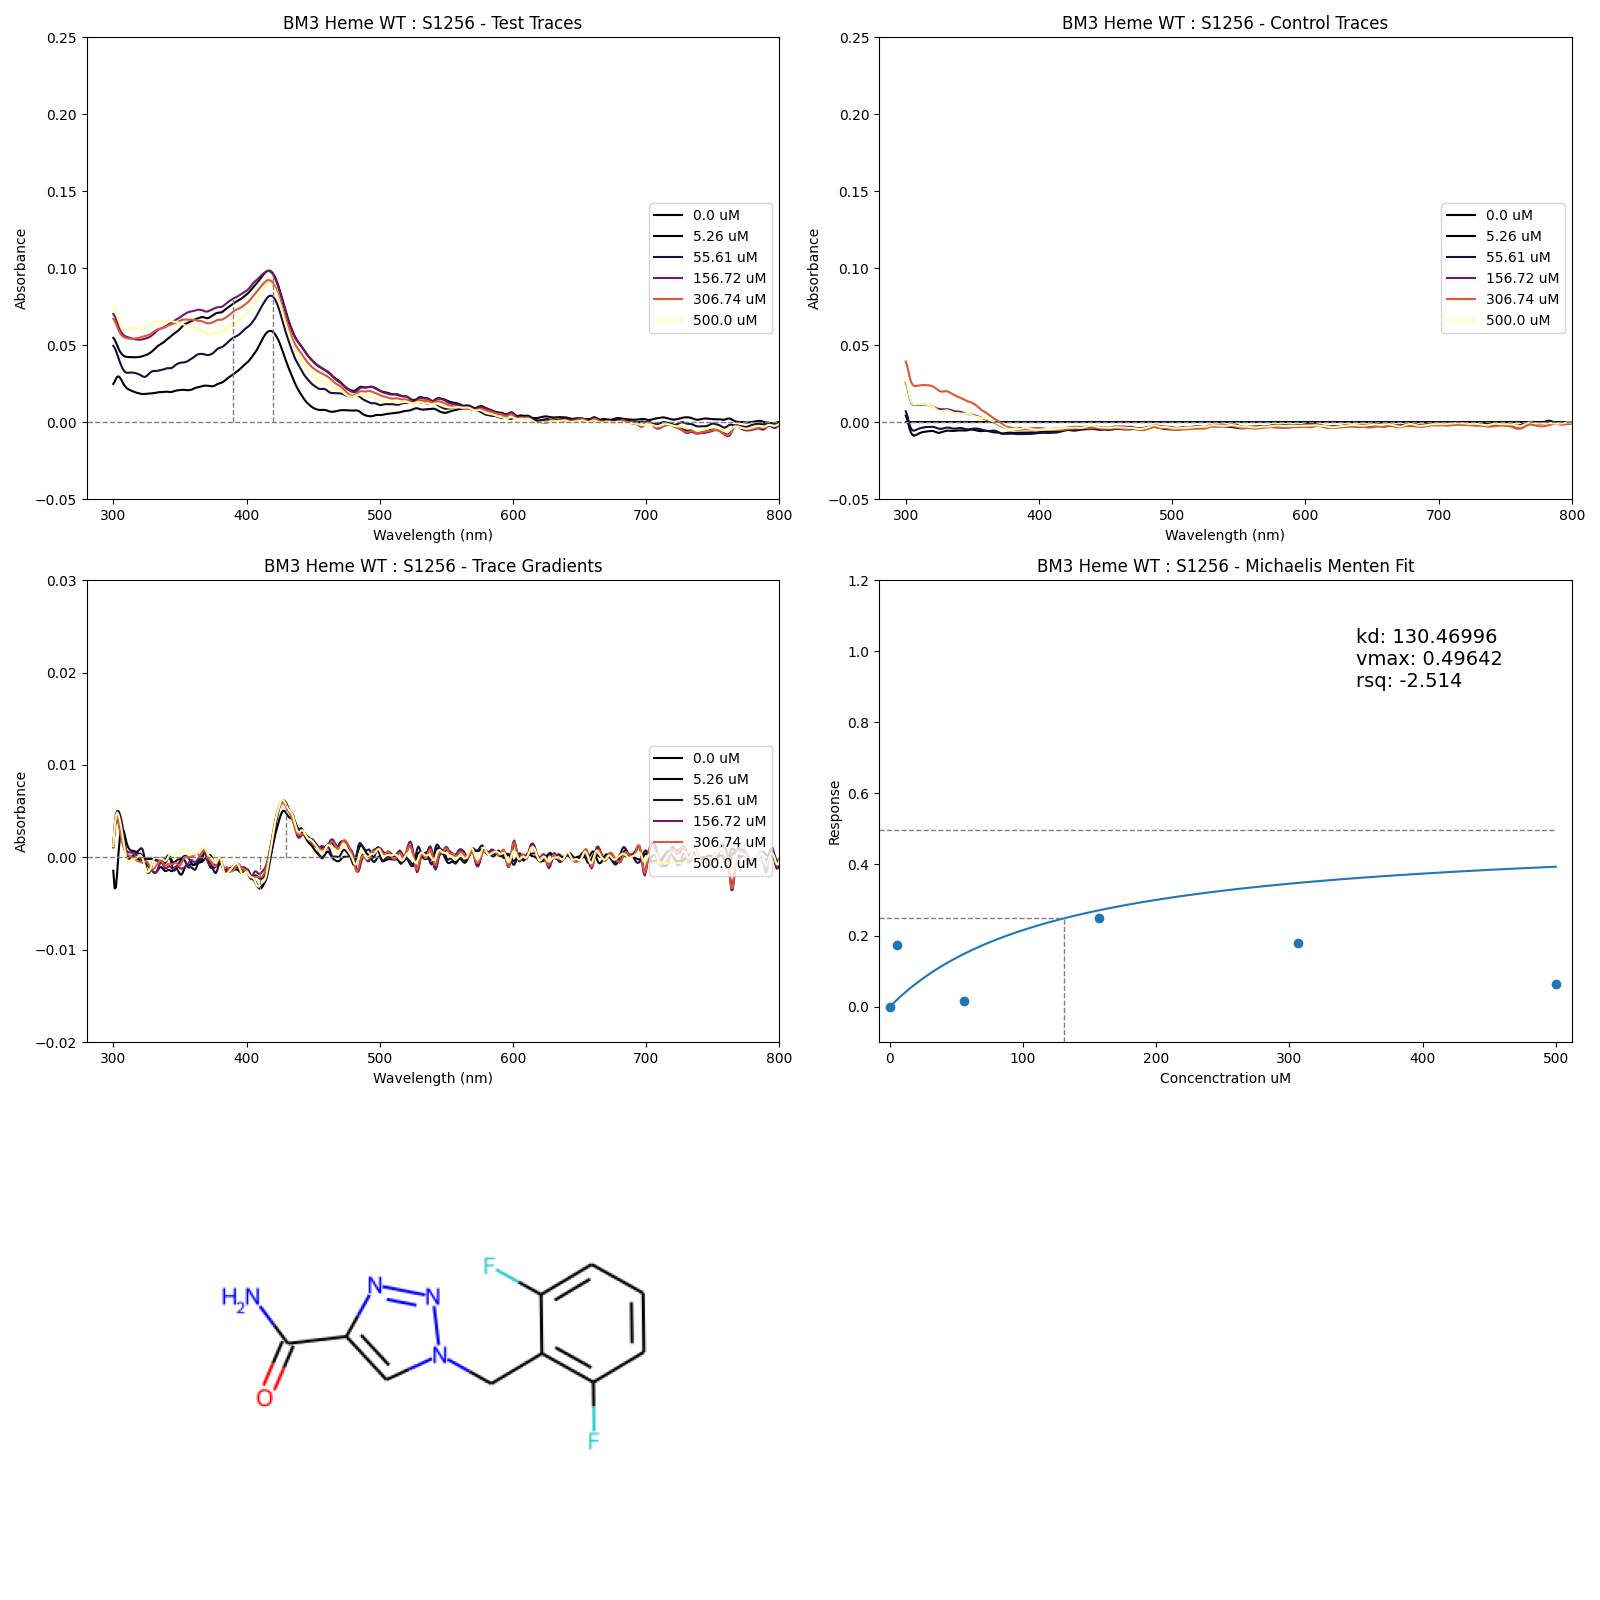 BM3 Heme WT : S1256 - Test Traces
0.25
0.20
0.15
0.10
0.05
0.00
−0.05
Absorbance
300
400
500
600
700
800
Wavelength (nm)
0.0 uM
5.26 uM
55.61 uM
156.72 uM
306.74 uM
500.0 uM
BM3 Heme WT : S1256 - Control Traces
0.25
0.20
0.15
0.10
0.05
0.00
−0.05
Absorbance
300
400
500
600
700
800
Wavelength (nm)
0.0 uM
5.26 uM
55.61 uM
156.72 uM
306.74 uM
500.0 uM
BM3 Heme WT : S1256 - Trace Gradients
0.03
0.02
0.01
0.00
−0.01
−0.02
Absorbance
300
400
500
600
700
800
Wavelength (nm)
0.0 uM
5.26 uM
55.61 uM
156.72 uM
306.74 uM
500.0 uM
BM3 Heme WT : S1256 - Michaelis Menten Fit
1.2
1.0
0.8
0.6
0.4
0.2
0.0
Response
kd: 130.46996
vmax: 0.49642
rsq: -2.514
0
100
200
300
400
500
Concenctration uM
H2N
O
N
N
N
F
F